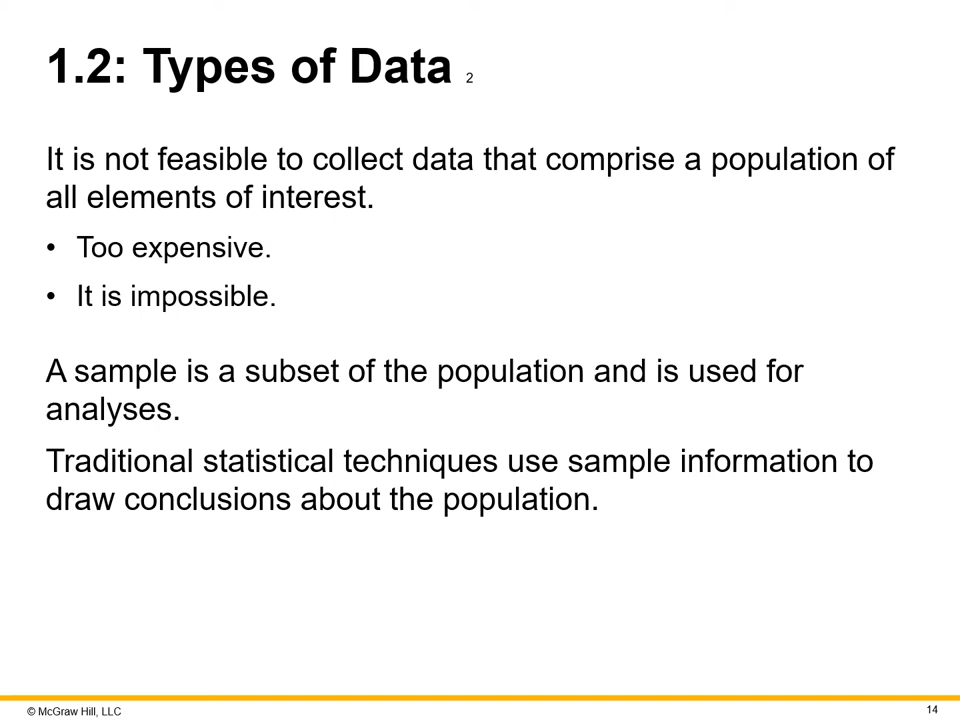 1.2: Types of Data 2
It is not feasible to collect data that comprise a population of
all elements of interest.
• Too expensive.
• It is impossible.
A sample is a subset of the population and is used for
analyses.
Traditional statistical techniques use sample information to
draw conclusions about the population.
© McGraw Hill, LLC
14